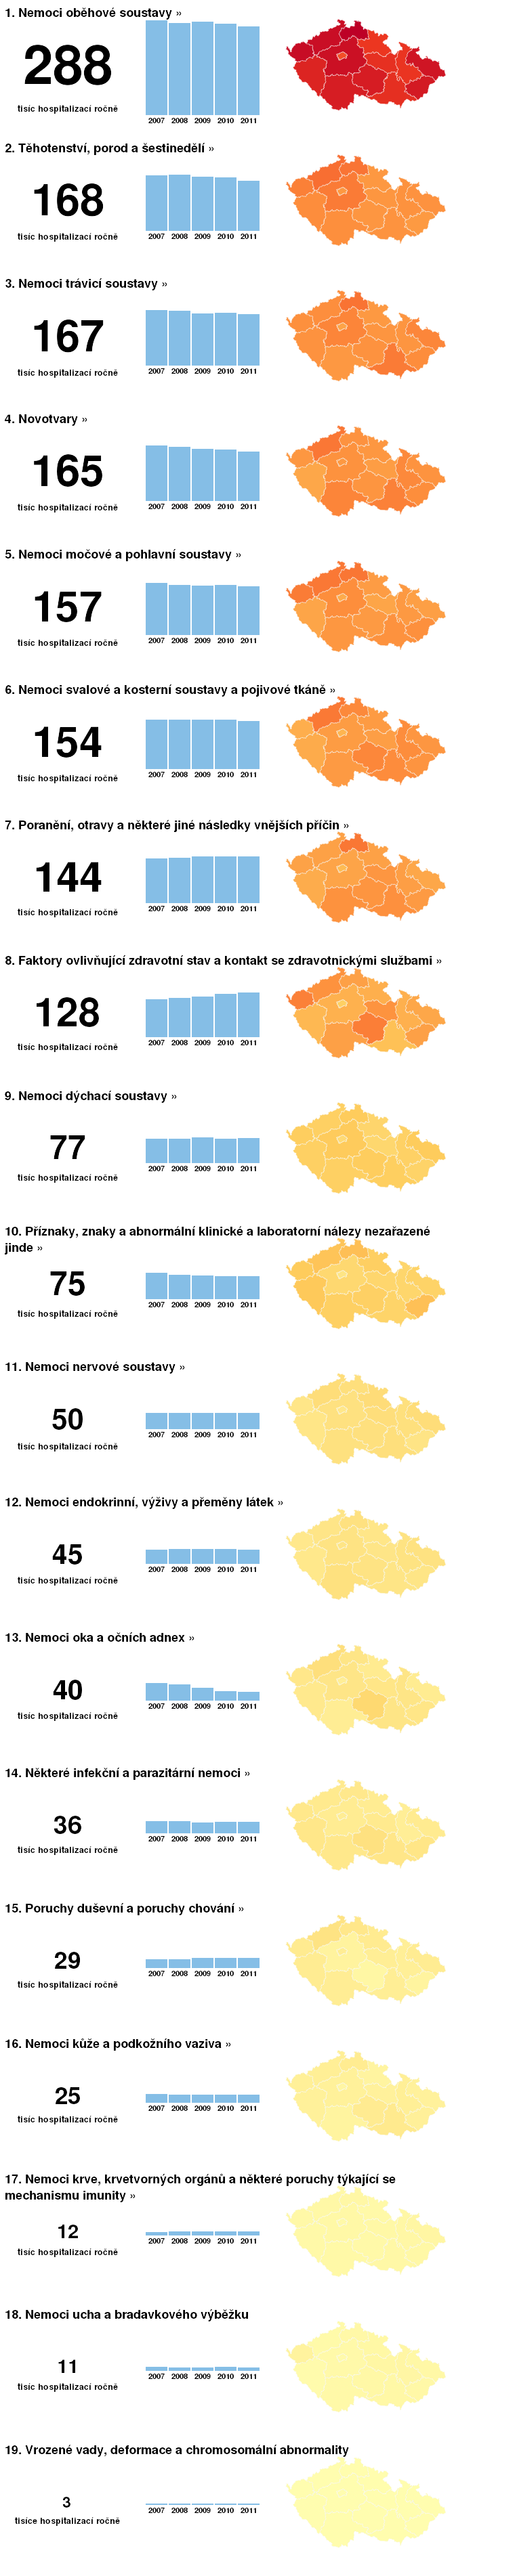 1. Nemoci oběhové soustavy »
288
tisíc hospitalizací ročně
2007 2008 2009 2010 2011
2. Těhotenství, porod a šestinedělí »
168
tisíc hospitalizací ročně
2007 2008 2009 2010 2011
3. Nemoci trávicí soustavy »
167
tisíc hospitalizací ročně
2007 2008 2009 2010 2011
4. Novotvary »
165
tisíc hospitalizací ročně
2007 2008 2009 2010 2011
5. Nemoci močové a pohlavní soustavy »
157
tisíc hospitalizací ročně
2007 2008 2009 2010 2011
6. Nemoci svalové a kosterní soustavy a pojivové tkáně »
154
tisíc hospitalizací ročně
2007 2008 2009 2010 2011
7. Poranění, otravy a některé jiné následky vnějších příčin »
144
tisíc hospitalizací ročně
2007 2008 2009 2010 2011
8. Faktory ovlivňující zdravotní stav a kontakt se zdravotnickými službami »
128
tisíc hospitalizací ročně
2007 2008 2009 2010 2011
9. Nemoci dýchací soustavy »
77
tisíc hospitalizací ročně
2007 2008 2009 2010 2011
10. Příznaky, znaky a abnormální klinické a laboratorní nálezy nezařazené
jinde »
75
tisíc hospitalizací ročně
2007 2008 2009 2010 2011
11. Nemoci nervové soustavy »
50
tisíc hospitalizací ročně
2007 2008 2009 2010 2011
12. Nemoci endokrinní, výživy a přeměny látek »
45
tisíc hospitalizací ročně
2007 2008 2009 2010 2011
13. Nemoci oka a očních adnex »
40
tisíc hospitalizací ročně
2007 2008 2009 2010 2011
14. Některé infekční a parazitární nemoci »
36
tisíc hospitalizací ročně
2007 2008 2009 2010 2011
15. Poruchy duševní a poruchy chování »
29
tisíc hospitalizací ročně
2007 2008 2009 2010 2011
16. Nemoci kůže a podkožního vaziva »
25
tisíc hospitalizací ročně
2007 2008 2009 2010 2011
17. Nemoci krve, krvetvorných orgánů a některé poruchy týkající se
mechanismu imunity »
12
tisíc hospitalizací ročně
2007 2008 2009 2010 2011
18. Nemoci ucha a bradavkového výběžku
11
tisíc hospitalizací ročně
2007 2008 2009 2010 2011
19. Vrozené vady, deformace a chromosomální abnormality
3
tisíce hospitalizací ročně
2007 2008 2009 2010 2011